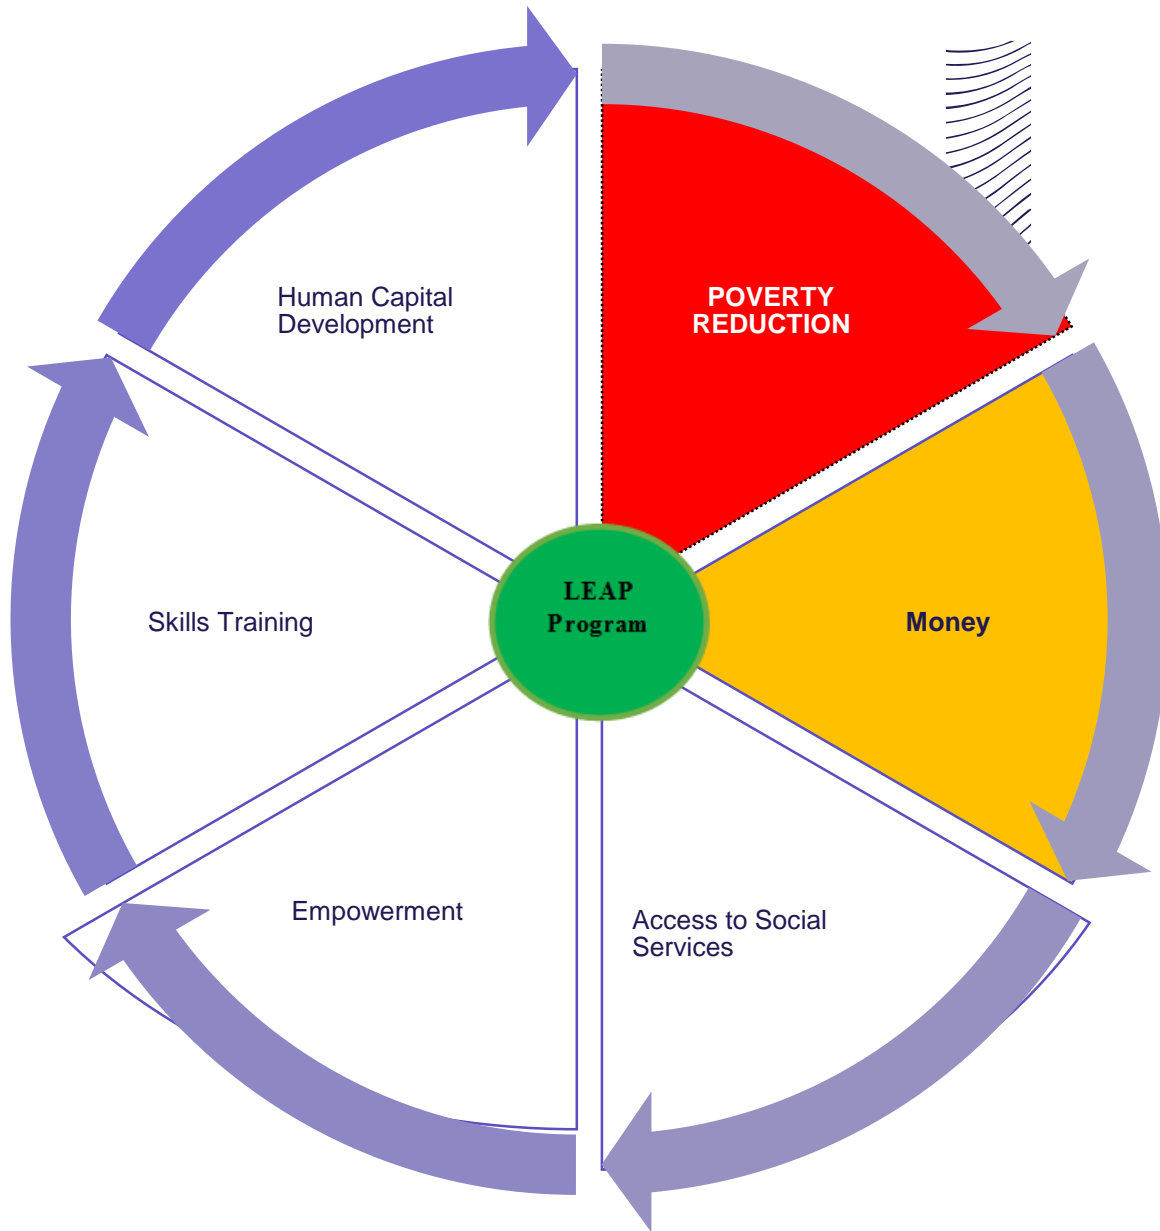 Human Capital
Development
POVERTY
REDUCTION
LEAP
Program
Skills Training
Money
Empowerment
Access to Social
Services